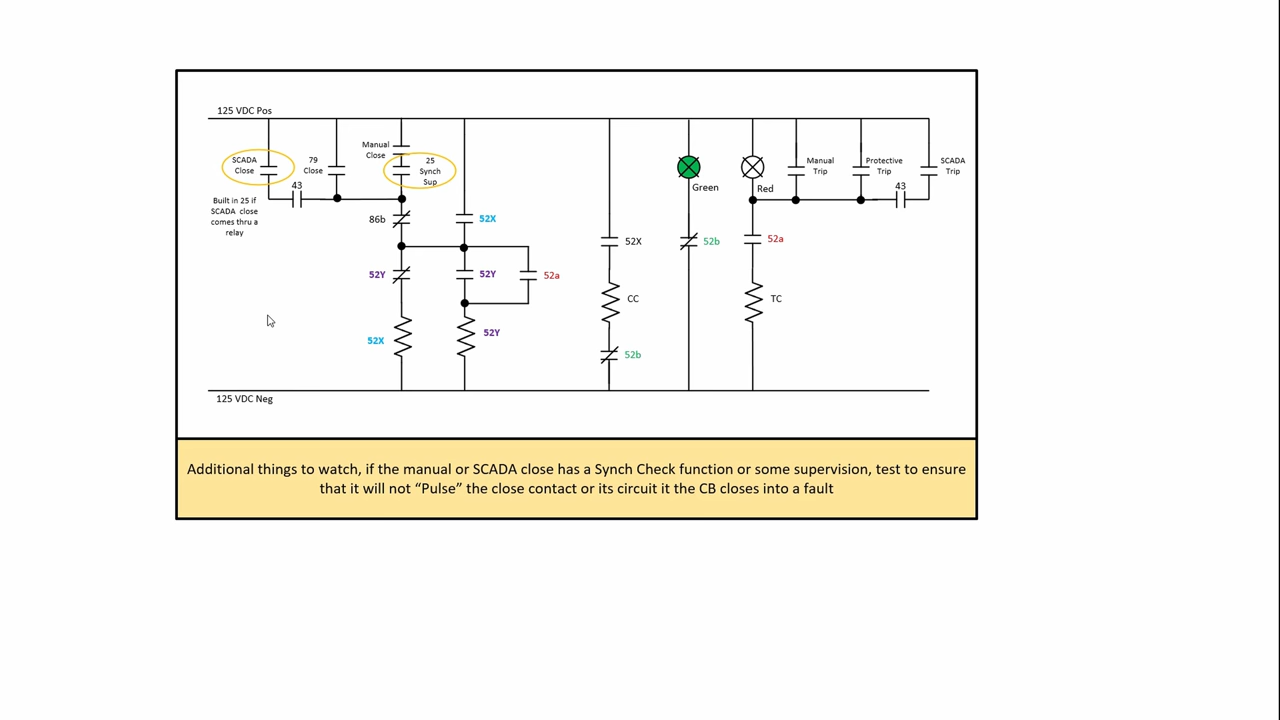 125 VDC Pos
SCADA
Close
43
Built in 25 if
SCADA close
comes thru a
relay
79
Close
Manual
Close
25
Synch
Sup
86b
52Y
52X
52X
52Y
52a
52Y
52X
CC
52b
Green
52b
Red
52a
TC
Manual
Trip
Protective
Trip
43
SCADA
Trip
125 VDC Neg
Additional things to watch, if the manual or SCADA close has a Synch Check function or some supervision, test to ensure
that it will not “Pulse” the close contact or its circuit it the CB closes into a fault